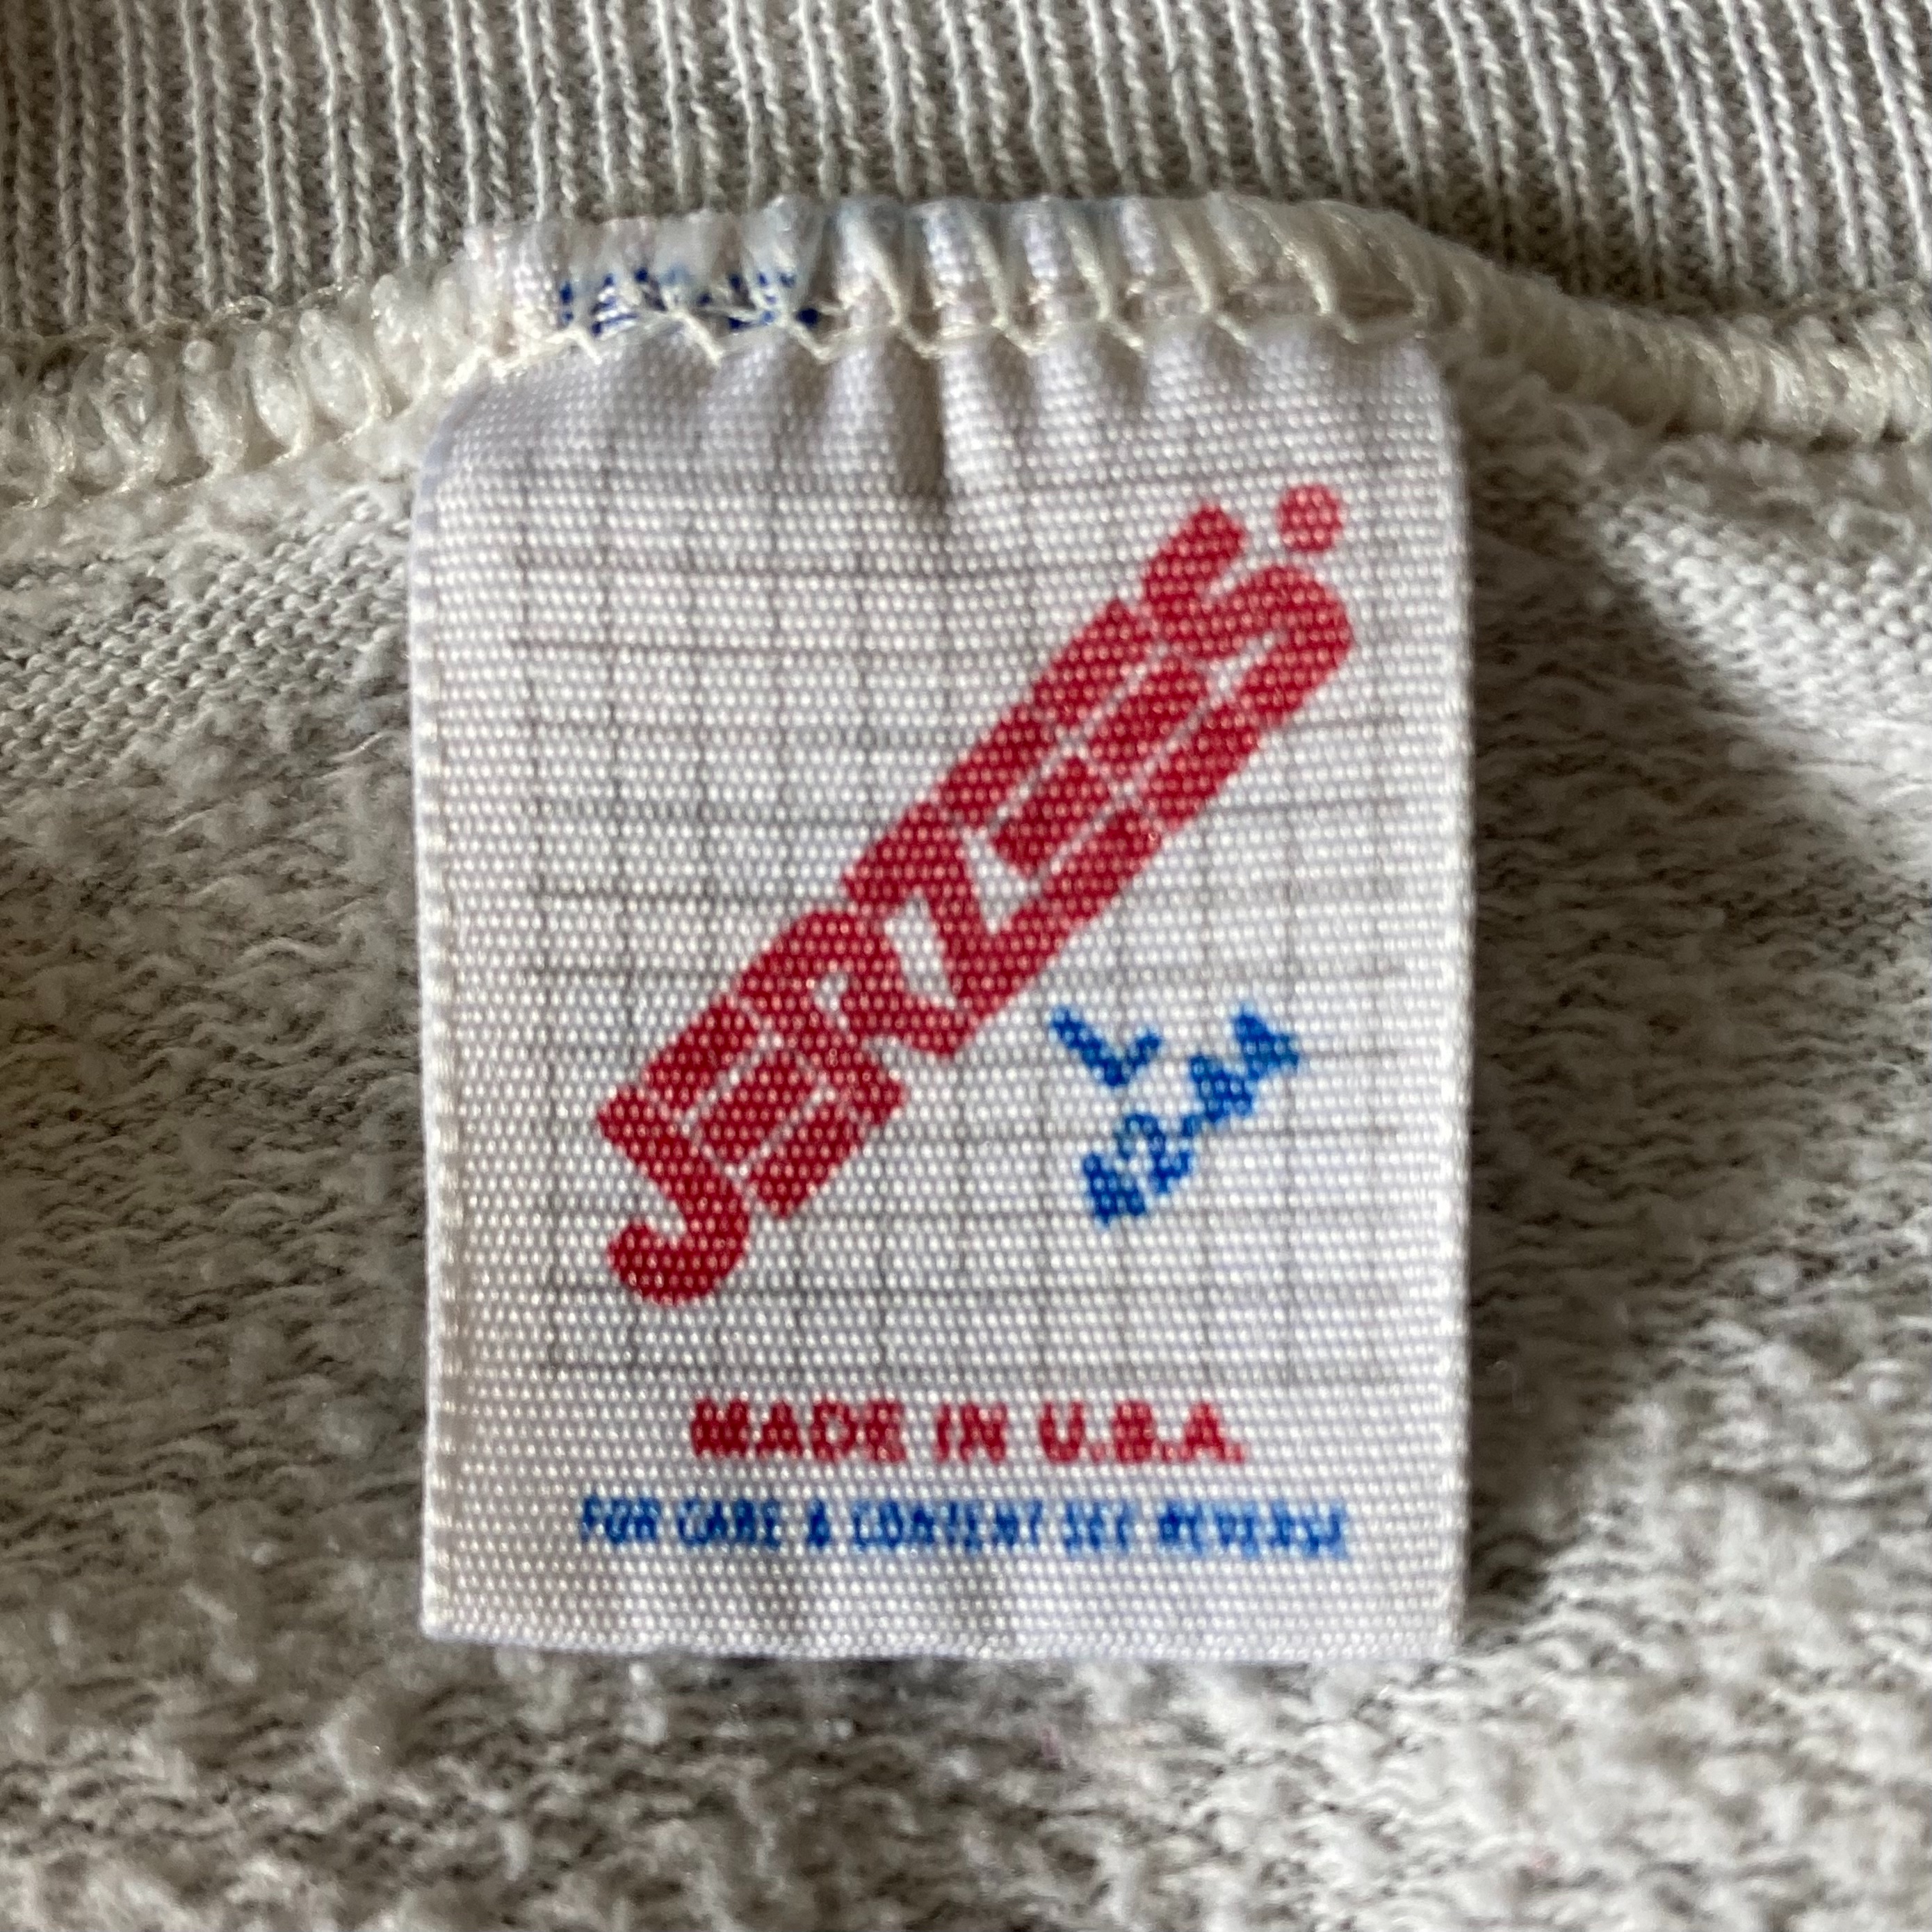 JERZEES.
L
42-44
MADE IN U.S.A.
FOR CARE & CONTENT SEE REVERSE